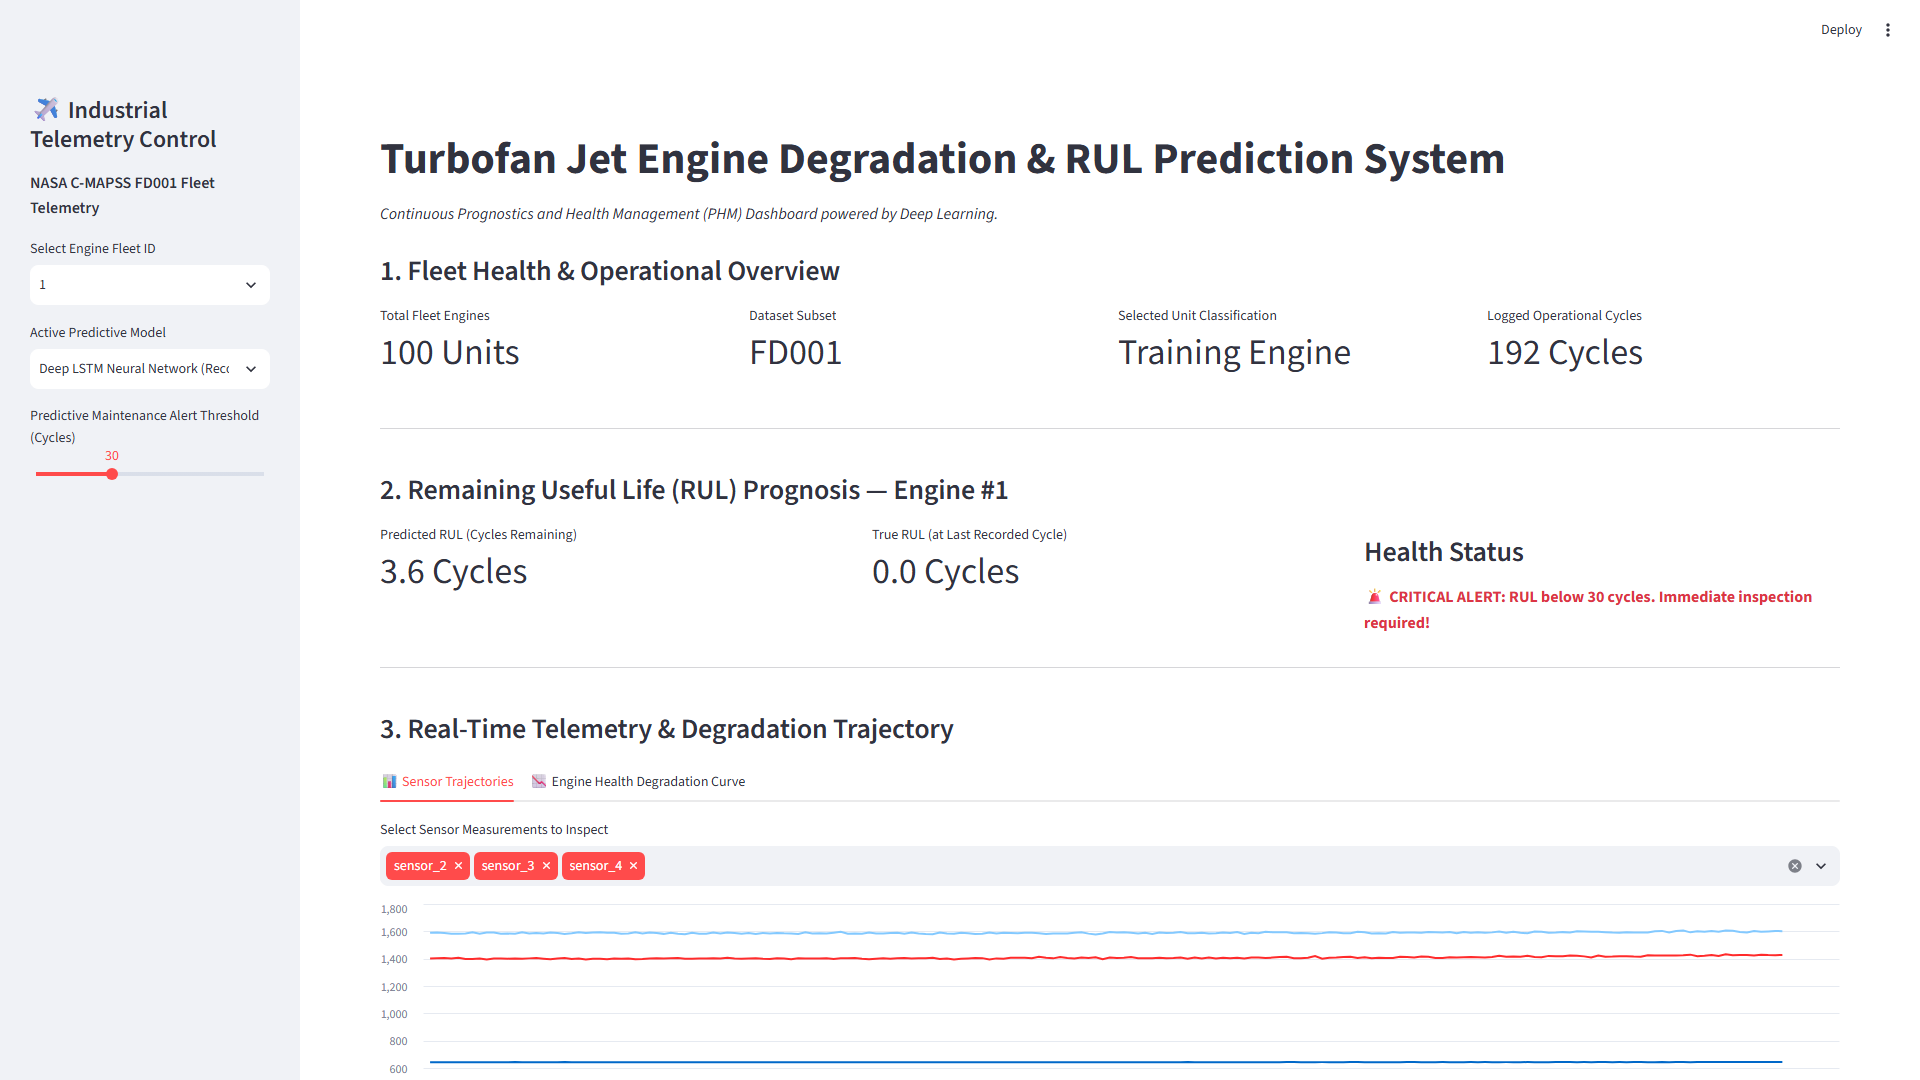 Deploy
Industrial
Telemetry Control
NASA C-MAPSS FD001 Fleet
Telemetry
Select Engine Fleet ID
1
Active Predictive Model
Deep LSTM Neural Network (Rec
Predictive Maintenance Alert Threshold
(Cycles)
30
Turbofan Jet Engine Degradation & RUL Prediction System
Continuous Prognostics and Health Management (PHM) Dashboard powered by Deep Learning.
1. Fleet Health & Operational Overview
Total Fleet Engines
100 Units
Dataset Subset
FD001
Selected Unit Classification
Training Engine
Logged Operational Cycles
192 Cycles
2. Remaining Useful Life (RUL) Prognosis — Engine #1
Predicted RUL (Cycles Remaining)
3.6 Cycles
True RUL (at Last Recorded Cycle)
0.0 Cycles
Health Status
CRITICAL ALERT: RUL below 30 cycles. Immediate inspection
required!
3. Real-Time Telemetry & Degradation Trajectory
Sensor Trajectories
Engine Health Degradation Curve
Select Sensor Measurements to Inspect
sensor_2
sensor_3
sensor_4
1,800
1,600
1,400
1,200
1,000
800
600